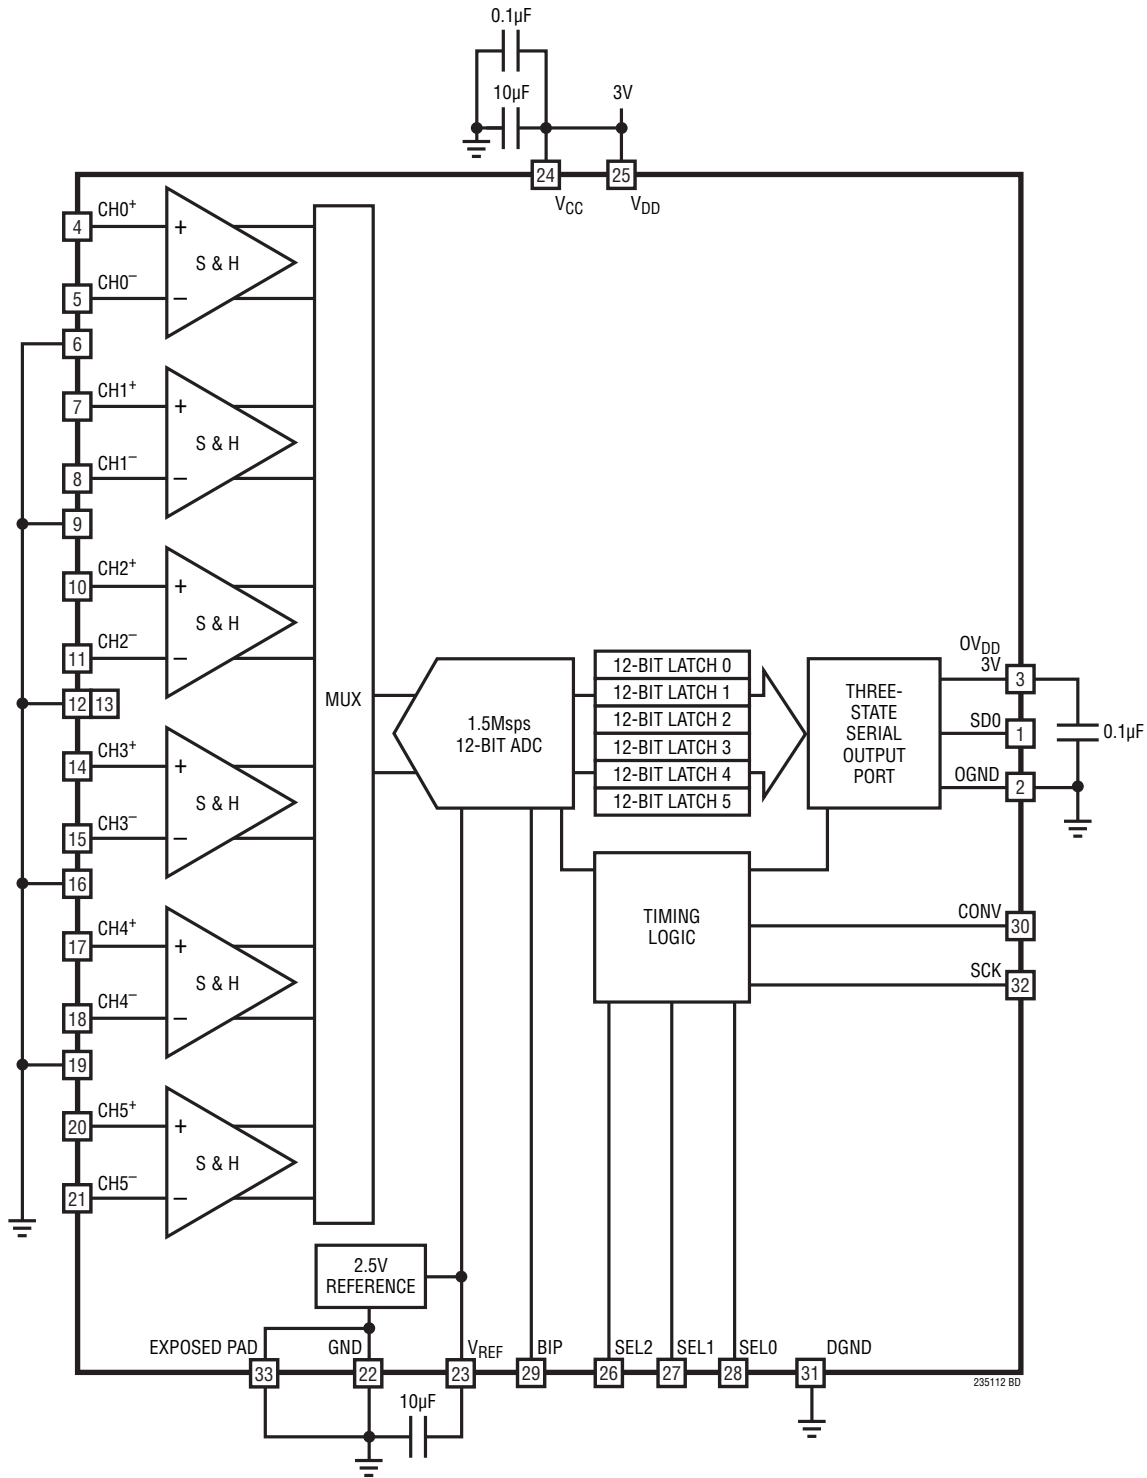 0.1µF
10µF
3V
24
25
VCC
VDD
4
CH0+
+
S & H
5
CH0–
–
6
7
CH1+
+
S & H
8
CH1–
–
9
10
CH2+
+
S & H
11
CH2–
–
12
13
14
CH3+
+
S & H
15
CH3–
–
16
17
CH4+
+
S & H
18
CH4–
–
19
20
CH5+
+
S & H
21
CH5–
–
MUX
1.5Msps
12-BIT ADC
12-BIT LATCH 0
12-BIT LATCH 1
12-BIT LATCH 2
12-BIT LATCH 3
12-BIT LATCH 4
12-BIT LATCH 5
THREE-
STATE
SERIAL
OUTPUT
PORT
OVDD
3V
3
SD0
1
OGND
2
0.1µF
TIMING
LOGIC
CONV
30
SCK
32
2.5V
REFERENCE
EXPOSED PAD
33
GND
22
VREF
23
BIP
29
SEL2
26
SEL1
27
SEL0
28
DGND
31
10µF
235112 BD